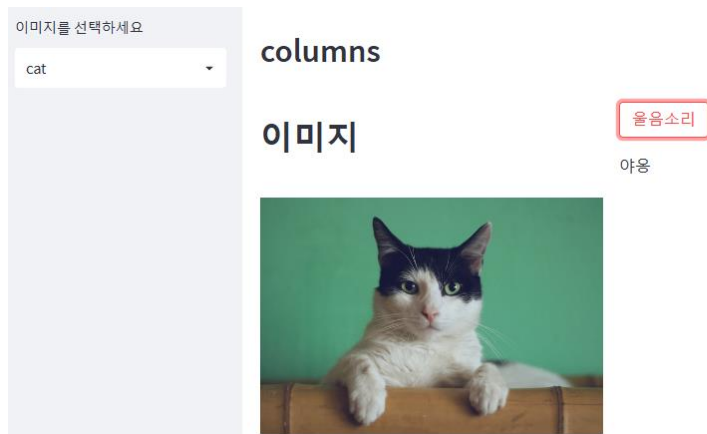 이미지를 선택하세요
cat
columns
이미지
울음소리
야옹